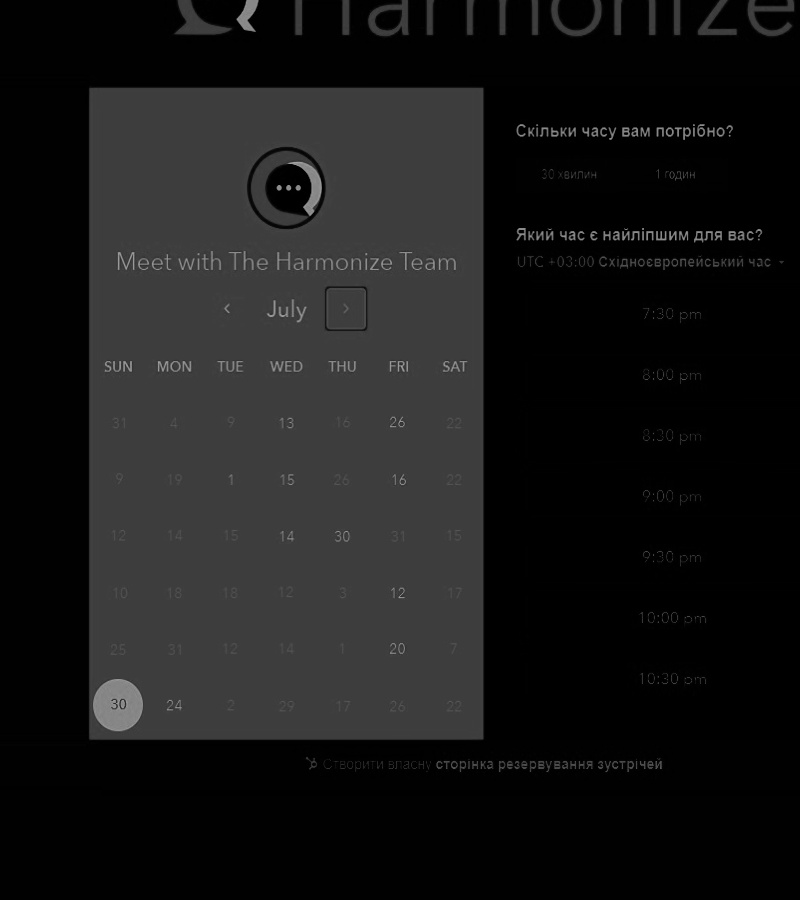 Harmonize
Meet with The Harmonize Team
July
SUN MON TUE WED THU FRI SAT
31 4 9 13 16 26 22
9 19 1 15 26 16 22
12 14 15 14 30 31 15
10 18 18 12 3 12 17
25 31 12 14 1 20 7
30 24 2 29 17 26 22
Скільки часу вам потрібно?
30 хвилин 1 годин
Який час є найліпшим для вас?
UTC +03:00 Східноєвропейський час
7:30 pm
8:00 pm
8:30 pm
9:00 pm
9:30 pm
10:00 pm
10:30 pm
Створити власну сторінка резервування зустрічей